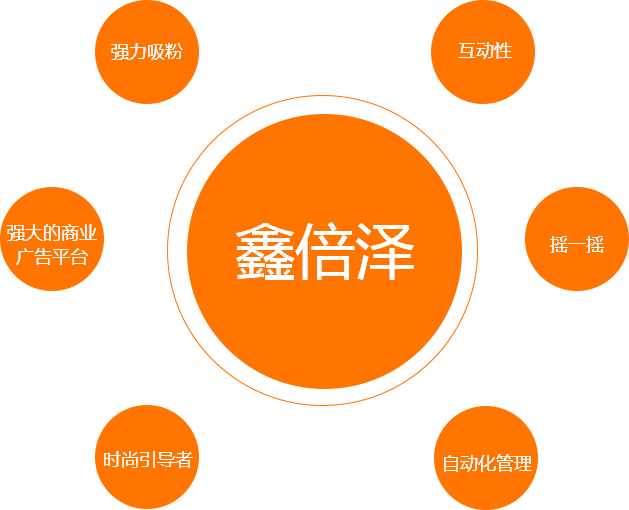 强力吸粉
互动性
强大的商业
广告平台
鑫倍泽
摇一摇
时尚引导者
自动化管理